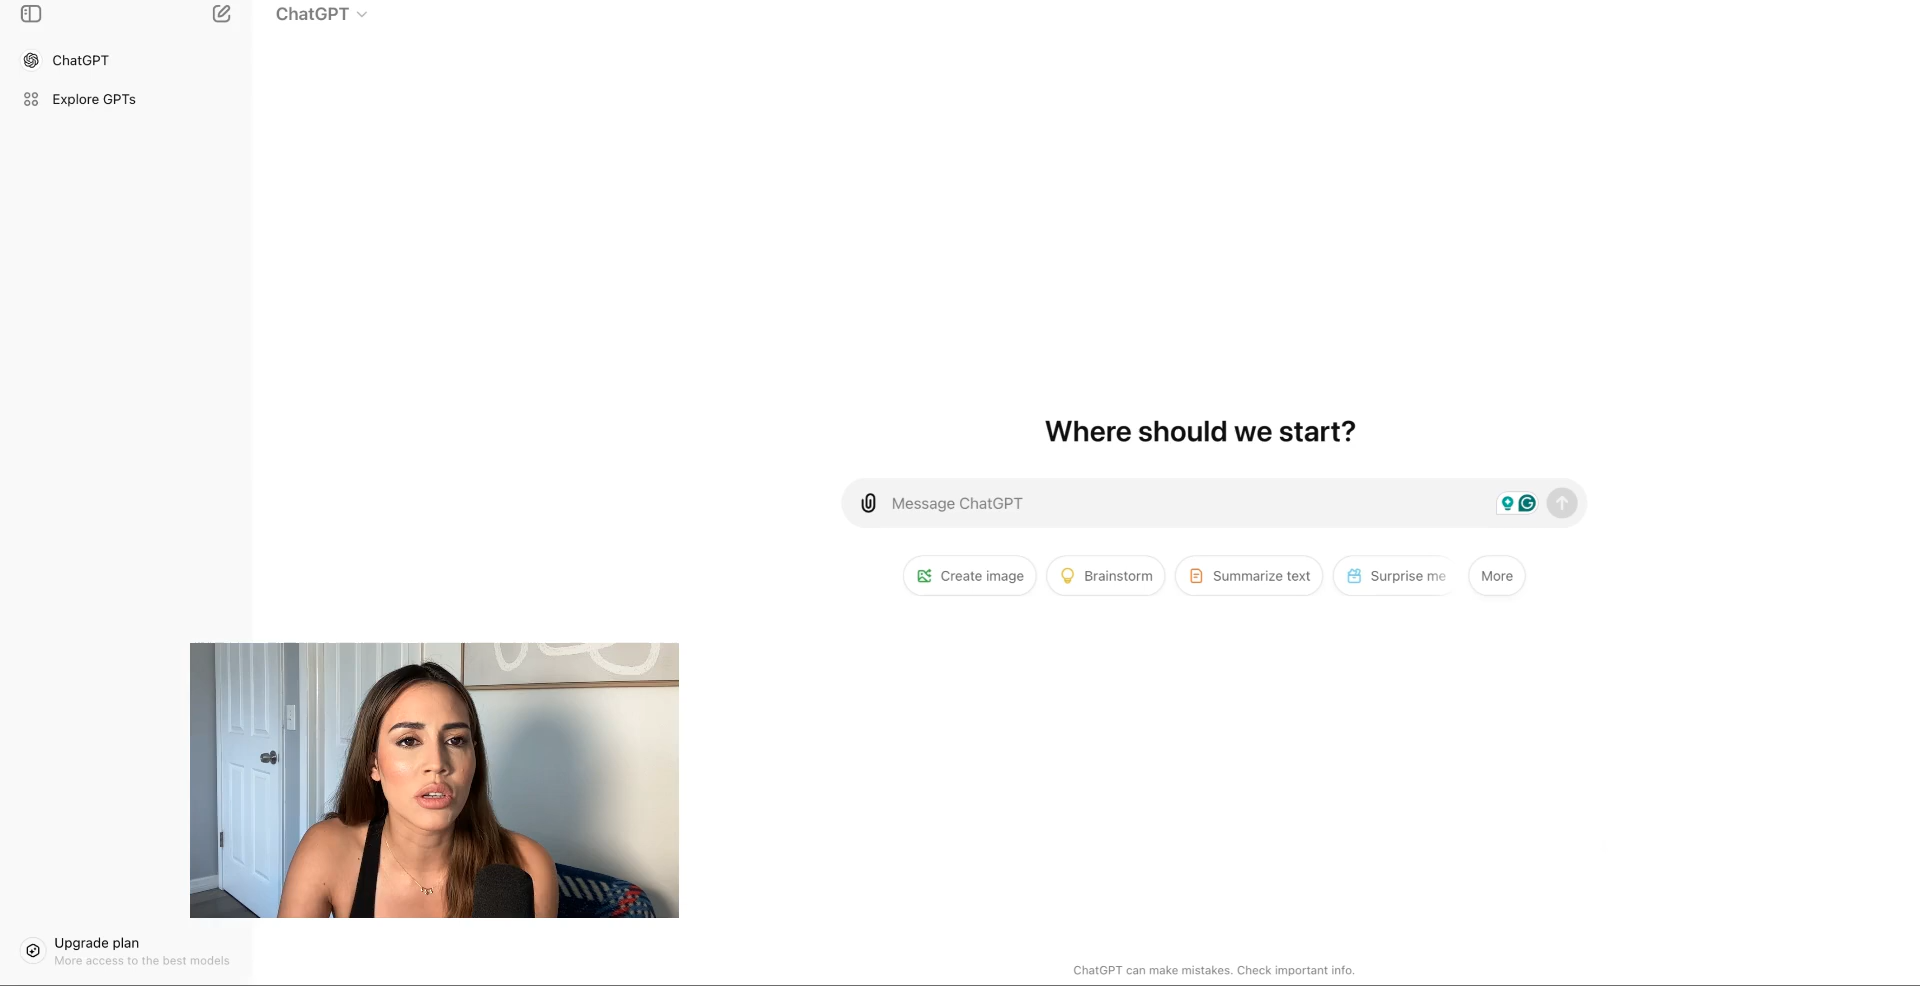 ChatGPT
ChatGPT
Explore GPTs
Where should we start?
Message ChatGPT
Create image
Brainstorm
Summarize text
Surprise me
More
Upgrade plan
More access to the best models
ChatGPT can make mistakes. Check important info.